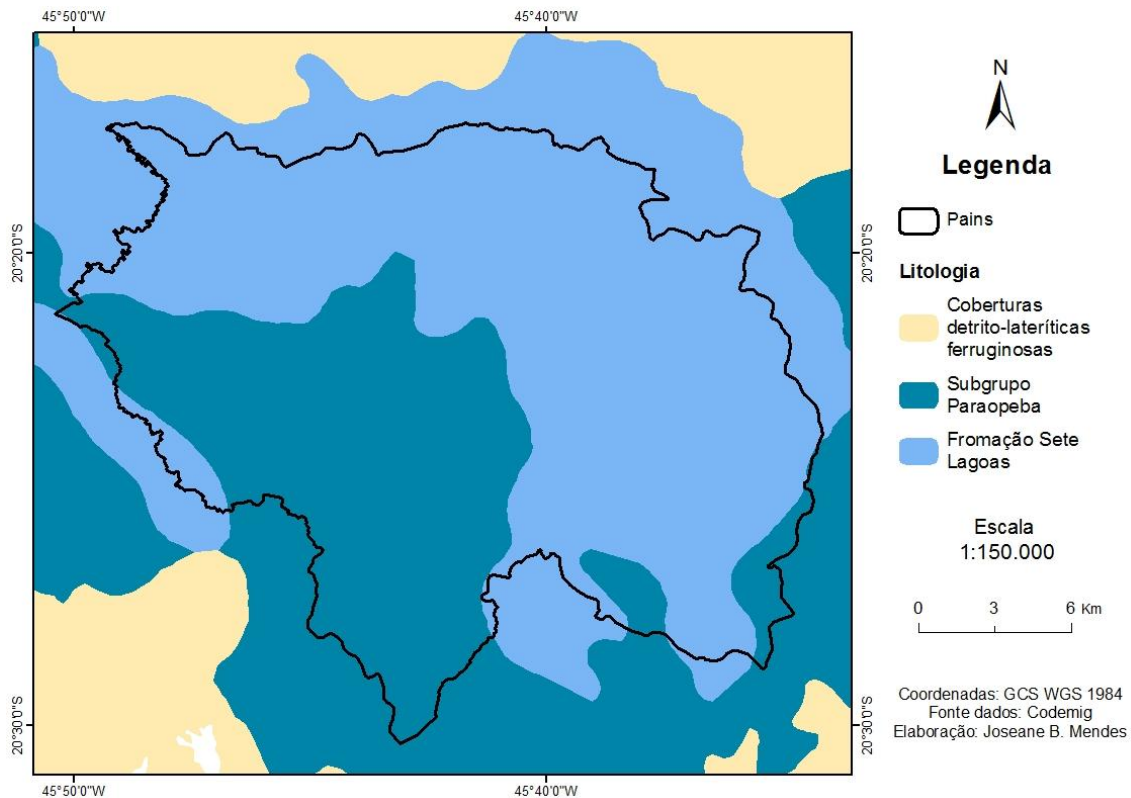 45°50'0"W
45°40'0"W
20°20'0"S
20°20'0"S
20°30'0"S
20°30'0"S
45°50'0"W
45°40'0"W
N
Legenda
Pains
Litologia
Coberturas
detrito-lateríticas
ferruginosas
Subgrupo
Paraopeba
Fromação Sete
Lagoas
Escala
1:150.000
0 3 6 Km
Coordenadas: GCS WGS 1984
Fonte dados: Codemig
Elaboração: Joseane B. Mendes